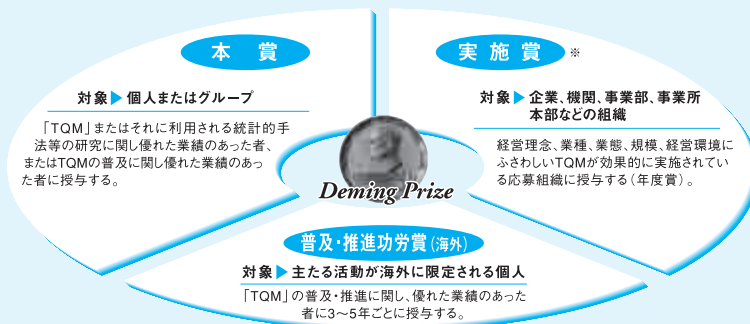 本 賞
対象▶個人またはグループ
「TQM」またはそれに利用される統計的手
法等の研究に関し優れた業績のあった者、
またはTQMの普及に関し優れた業績のあっ
た者に授与する。
実 施 賞 ※
対象▶企業、機関、事業部、事業所
本部などの組織
経営理念、業種、業態、規模、経営環境に
ふさわしいTQMが効果的に実施されてい
る応募組織に授与する（年度賞）。
Deming Prize
普及・推進功労賞（海外）
対象▶主たる活動が海外に限定される個人
「TQM」の普及・推進に関し、優れた業績のあった
者に3〜5年ごとに授与する。